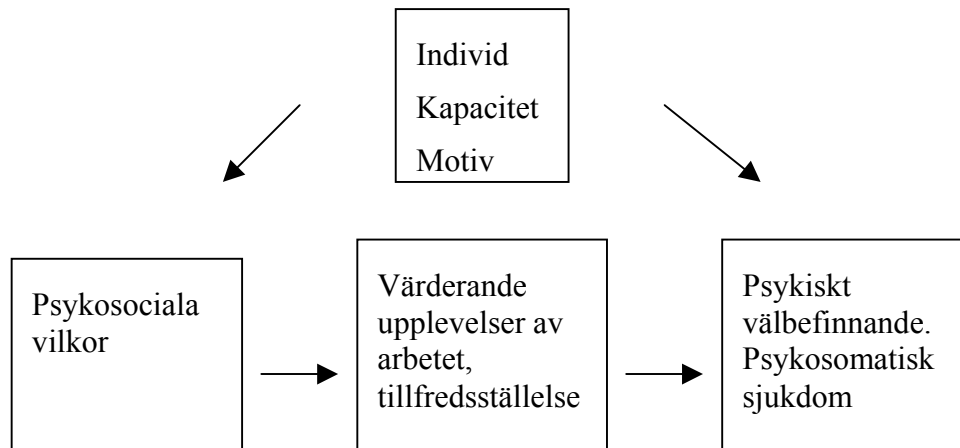 Individ
Kapacitet
Motiv
Psykosociala
vilkor
Värderande
upplevelser av
arbetet,
tillfredsställelse
Psykiskt
välbefinnande.
Psykosomatisk
sjukdom